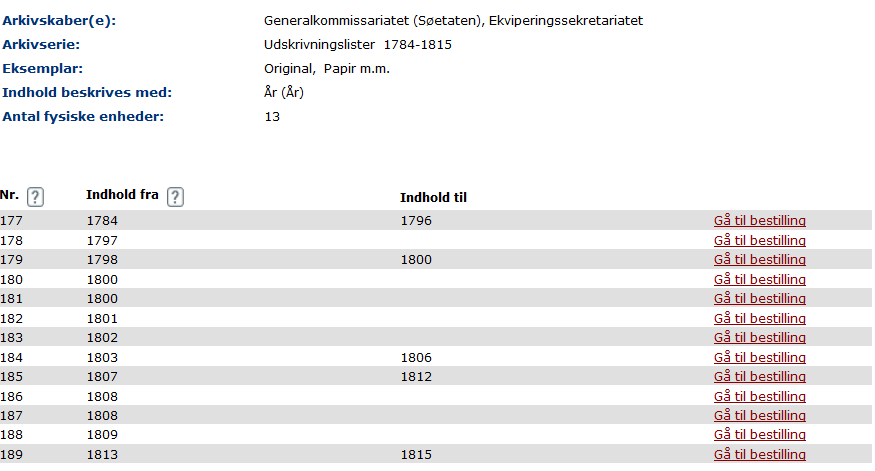 Arkivskaber(e): Generalkommissariatet (Søetaten), Ekviperingssekretariatet
Arkivserie: Udskrivningslister 1784-1815
Eksemplar: Original, Papir m.m.
Indhold beskrives med: År (År)
Antal fysiske enheder: 13
Nr. ? Indhold fra ? Indhold til
177 1784 1796 Gå til bestilling
178 1797 Gå til bestilling
179 1798 1800 Gå til bestilling
180 1800 Gå til bestilling
181 1800 Gå til bestilling
182 1801 Gå til bestilling
183 1802 Gå til bestilling
184 1803 1806 Gå til bestilling
185 1807 1812 Gå til bestilling
186 1808 Gå til bestilling
187 1808 Gå til bestilling
188 1809 Gå til bestilling
189 1813 1815 Gå til bestilling